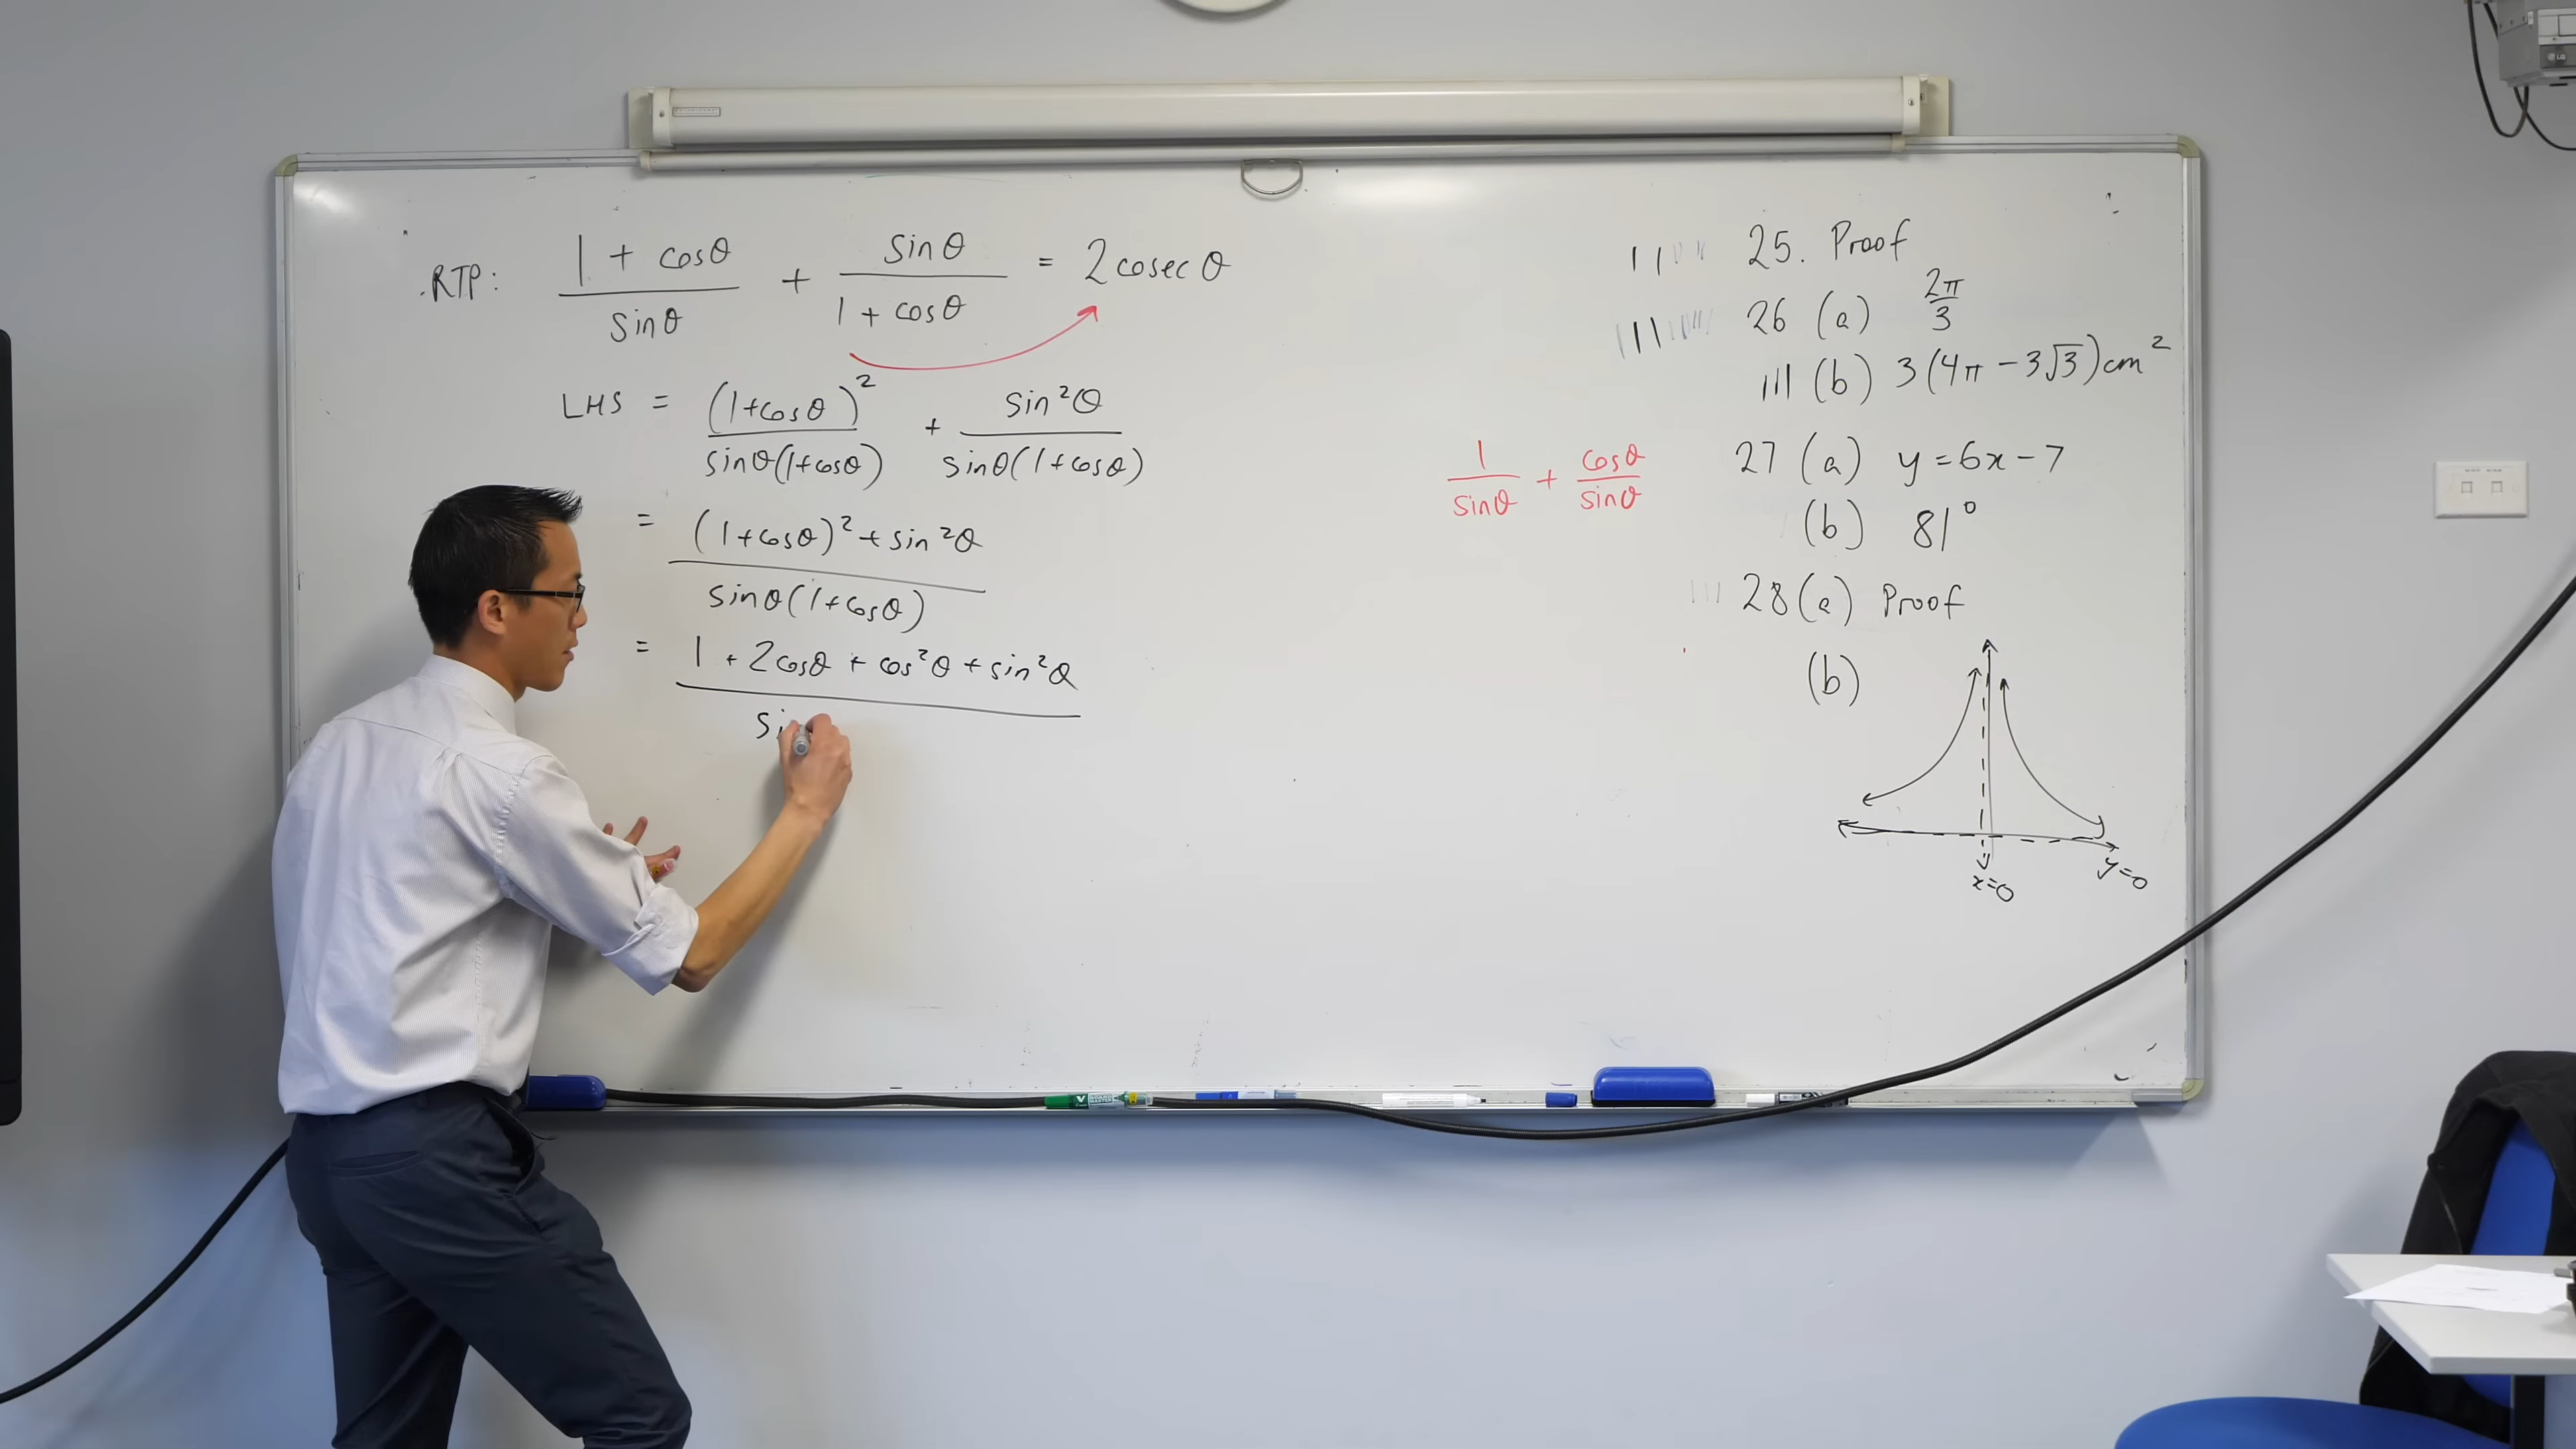 RTP: (1 + cosθ)/sinθ + sinθ/(1 + cosθ) = 2cosec θ
LHS = (1+cosθ)²/sinθ(1+cosθ) + sin²θ/sinθ(1+cosθ)
= ((1+cosθ)² + sin²θ)/sinθ(1+cosθ)
= (1 + 2cosθ + cos²θ + sin²θ)/si
1/sinθ + cosθ/sinθ
25. Proof
26 (a) 2π/3
(b) 3(4π − 3√3)cm²
27 (a) y = 6x − 7
(b) 81°
28 (a) Proof
(b)
x=0
y=0